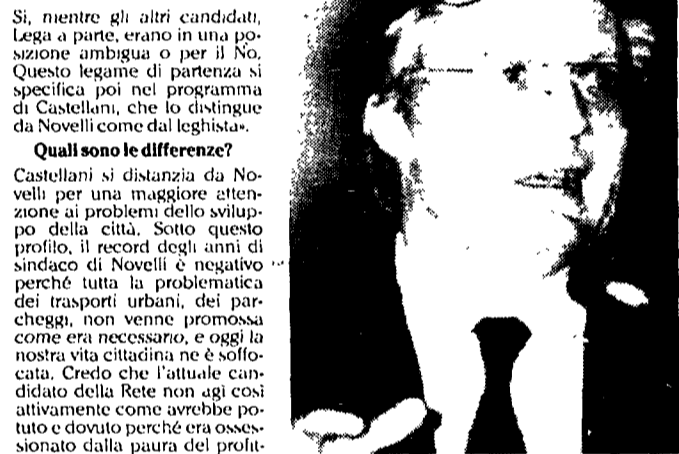 Sì, mentre gli altri candidati,
Lega a parte, erano in una po-
sizione ambigua o per il No.
Questo legame di partenza si
specifica poi nel programma
di Castellani, che lo distingue
da Novelli come dal leghista».
Quali sono le differenze?
Castellani si distanzia da No-
velli per una maggiore atten-
zione ai problemi dello svilup-
po della città. Sotto questo
profilo, il record degli anni di
sindaco di Novelli è negativo
perché tutta la problematica
dei trasporti urbani, dei par-
cheggi, non venne promossa
come era necessario, e oggi la
nostra vita cittadina ne è soffo-
cata. Credo che l'attuale can-
didato della Rete non agì così
attivamente come avrebbe po-
tuto e dovuto perché era osses-
sionato dalla paura del profit-